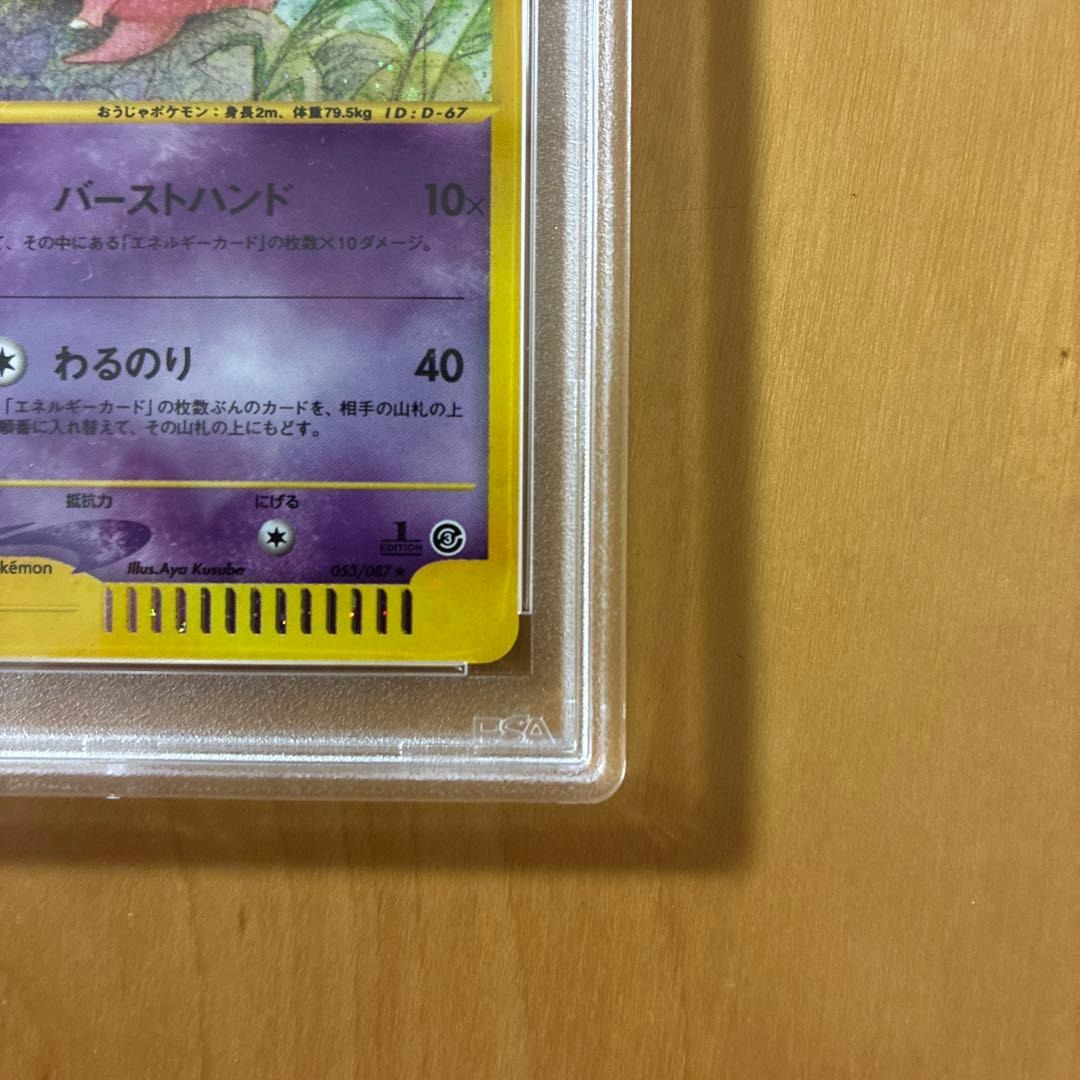 おうじゃポケモン：身長2m、体重79.5kg ID:D-67
バーストハンド 10×
て、その中にある「エネルギーカード」の枚数×10ダメージ。
わるのり 40
「エネルギーカード」の枚数ぶんのカードを、相手の山札の上
順番に入れ替えて、その山札の上にもどす。
抵抗力 にげる
1 EDITION 3
kémon Illus.Aya Kusube 053/087★
PSA